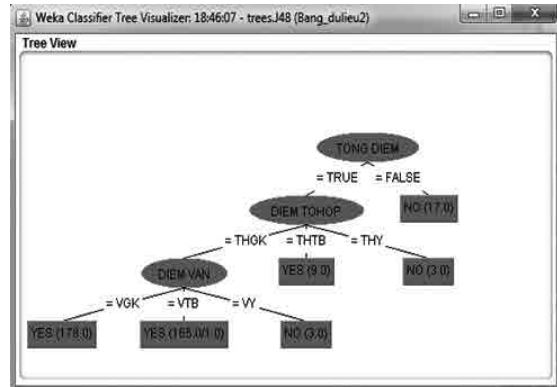 Weka Classifier Tree Visualizer: 18:46:07 - trees.J48 (Bang_dulieu2)
Tree View
TONG DIEM
= TRUE = FALSE
DIEM TOHOP NO (17.0)
= THGK = THTB = THY
DIEM VAN YES (9.0) NO (3.0)
= VGK = VTB = VY
YES (178.0) YES (165.0/1.0) NO (3.0)